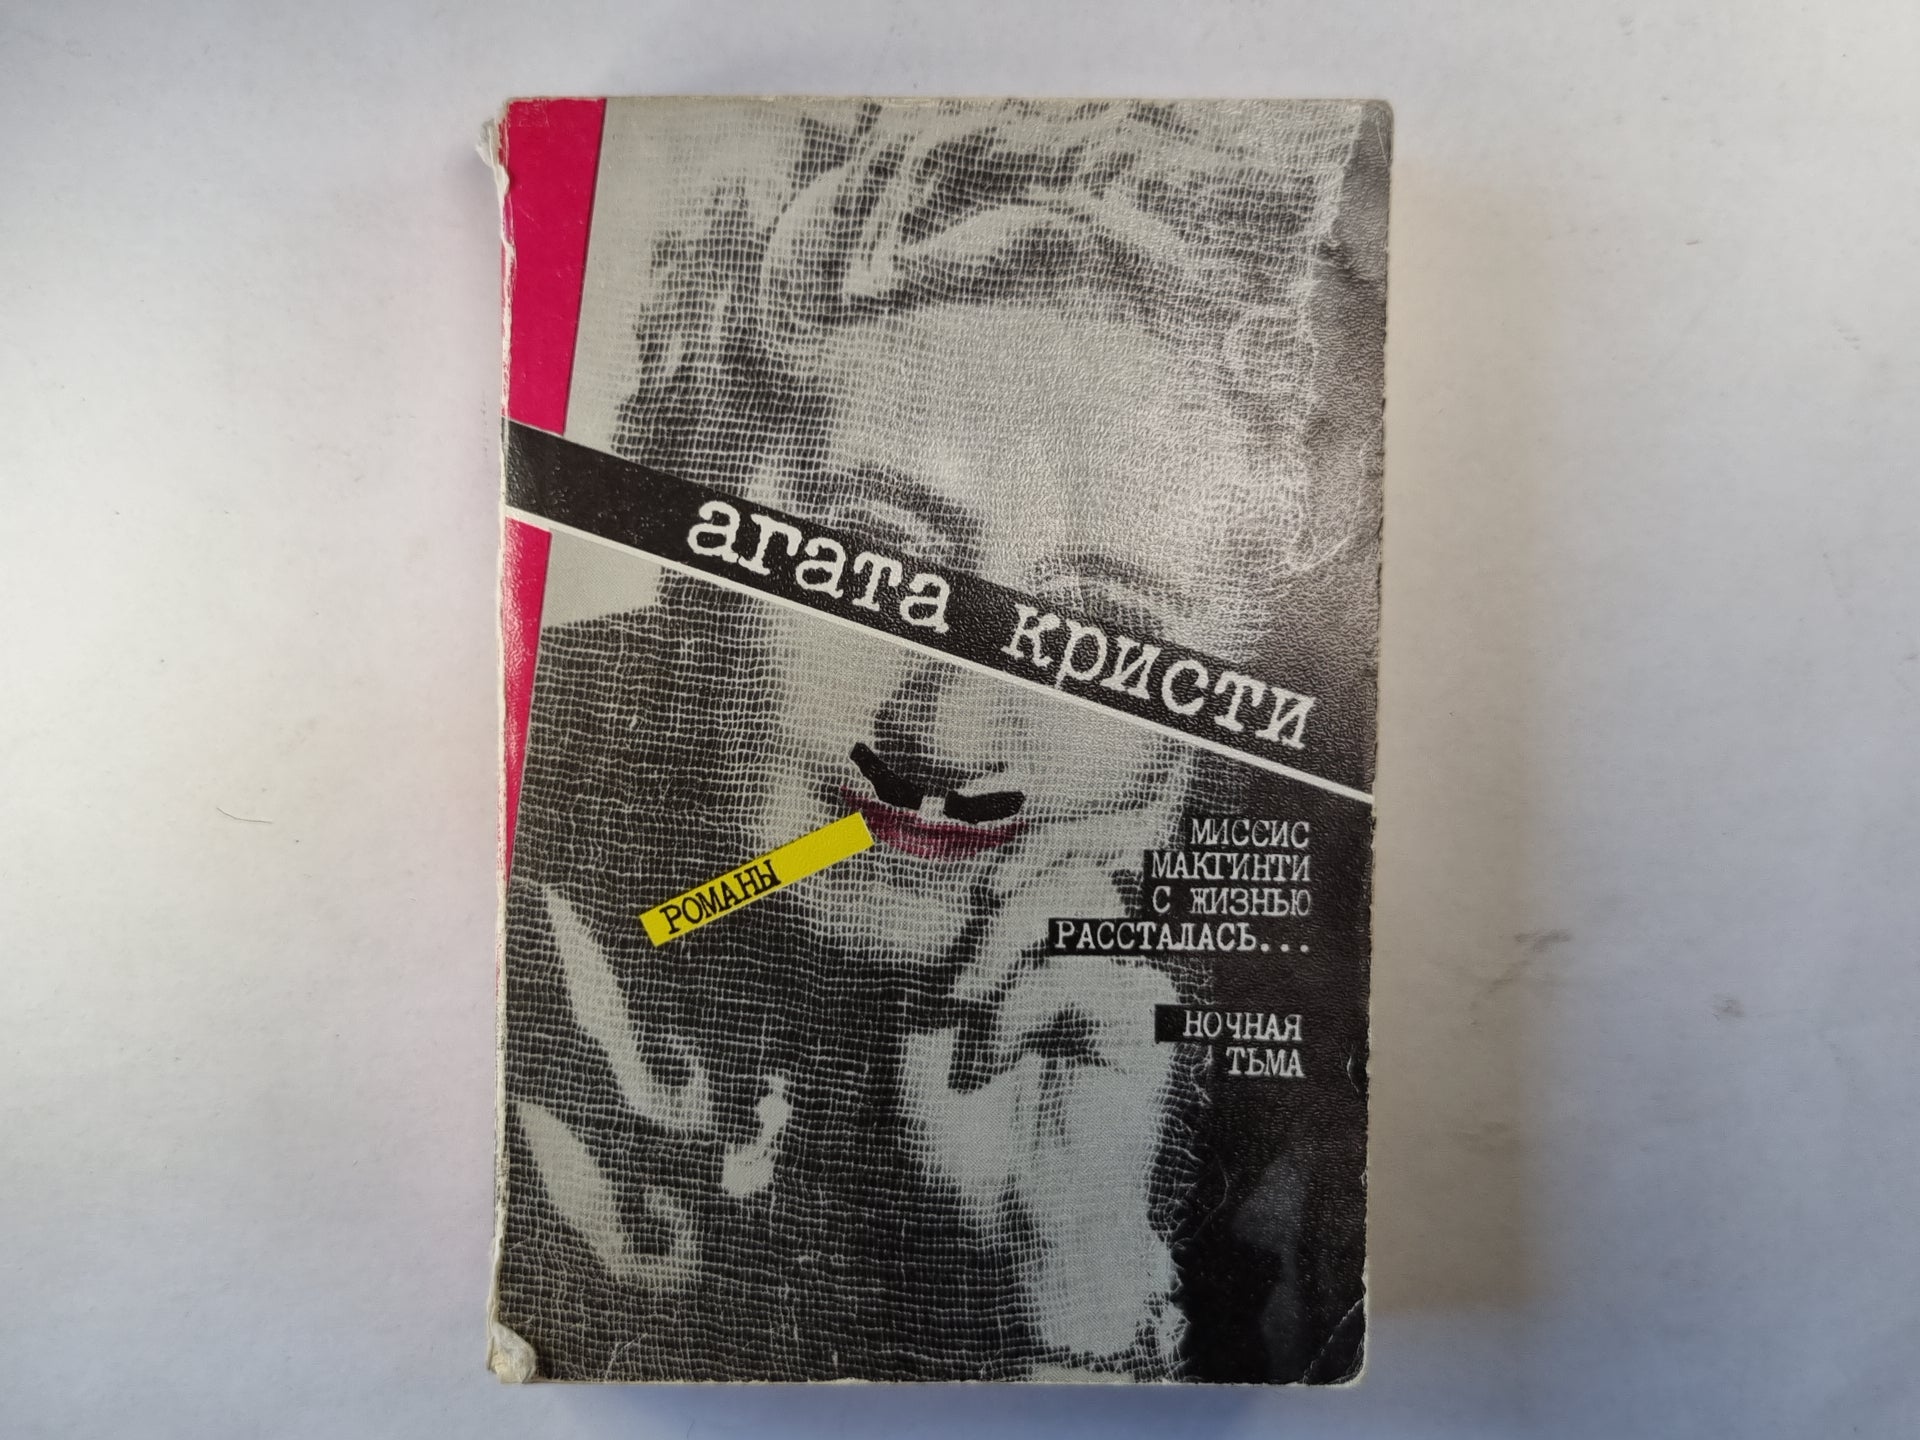 агата кристи
РОМАНЫ
МИССИС
МАКГИНТИ
С ЖИЗНЬЮ
РАССТАЛАСЬ...
НОЧНАЯ
ТЬМА